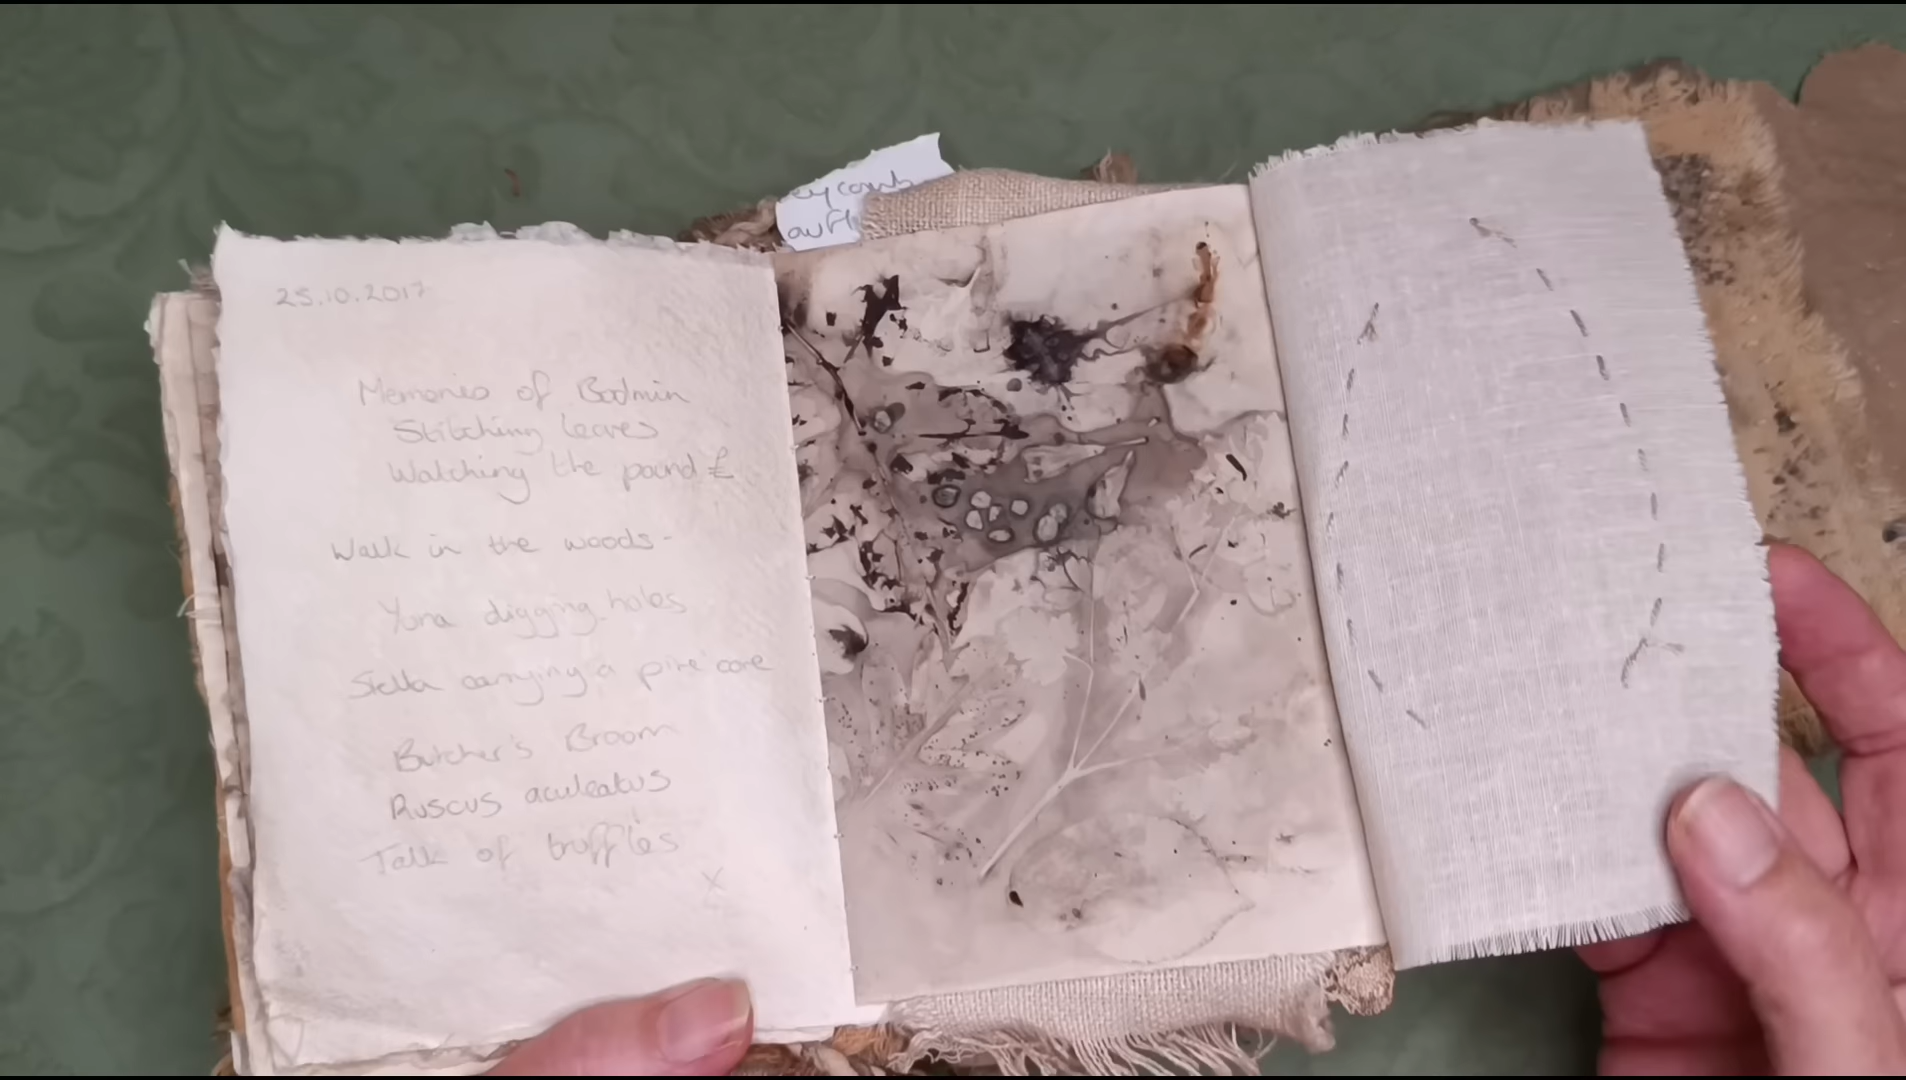 25.10.2017
Memories of Bodmin
Stitching leaves
Watching the pound £
Walk in the woods -
Yuna digging holes
Stella carrying a pine cone
Butcher's Broom
Ruscus aculeatus
Talk of truffles
X
eycomb